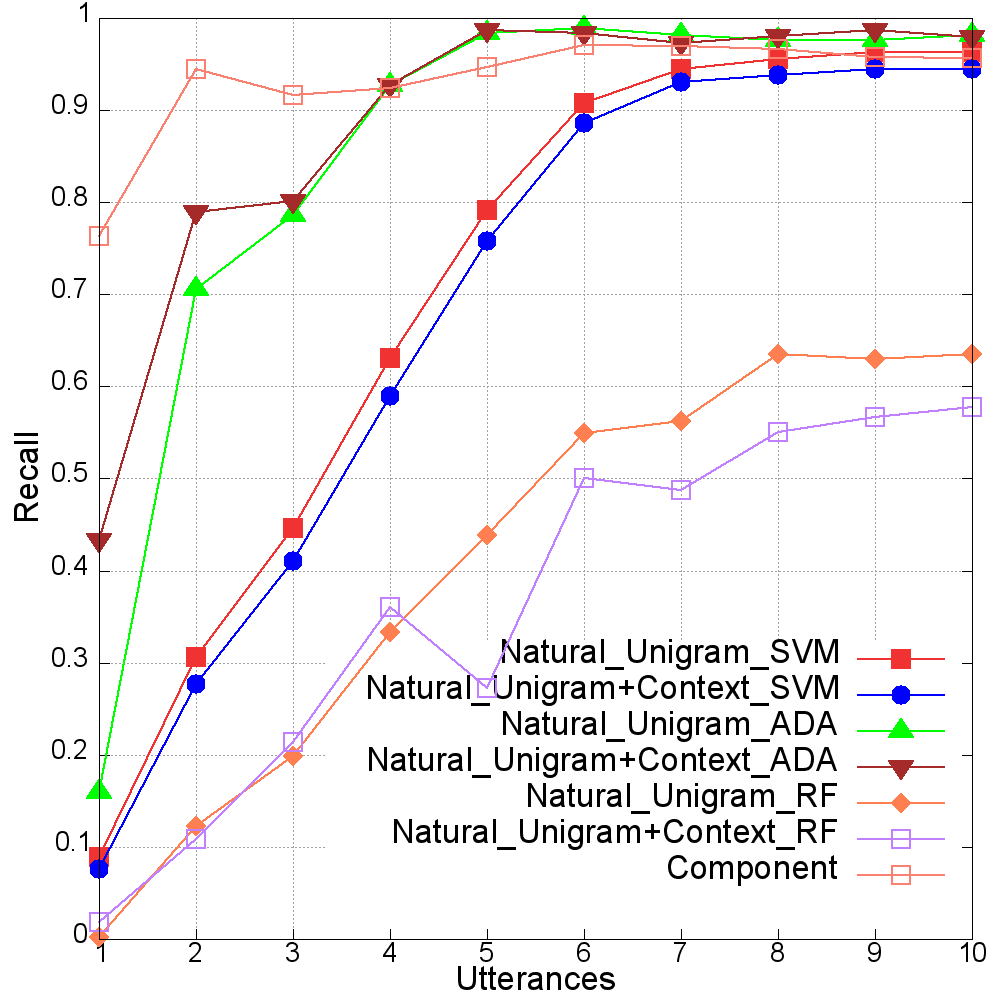 1
0.9
0.8
0.7
0.6
0.5
0.4
0.3
0.2
0.1
0
Recall
Natural_Unigram_SVM
Natural_Unigram+Context_SVM
Natural_Unigram_ADA
Natural_Unigram+Context_ADA
Natural_Unigram_RF
Natural_Unigram+Context_RF
Component
1 2 3 4 5 6 7 8 9 10
Utterances